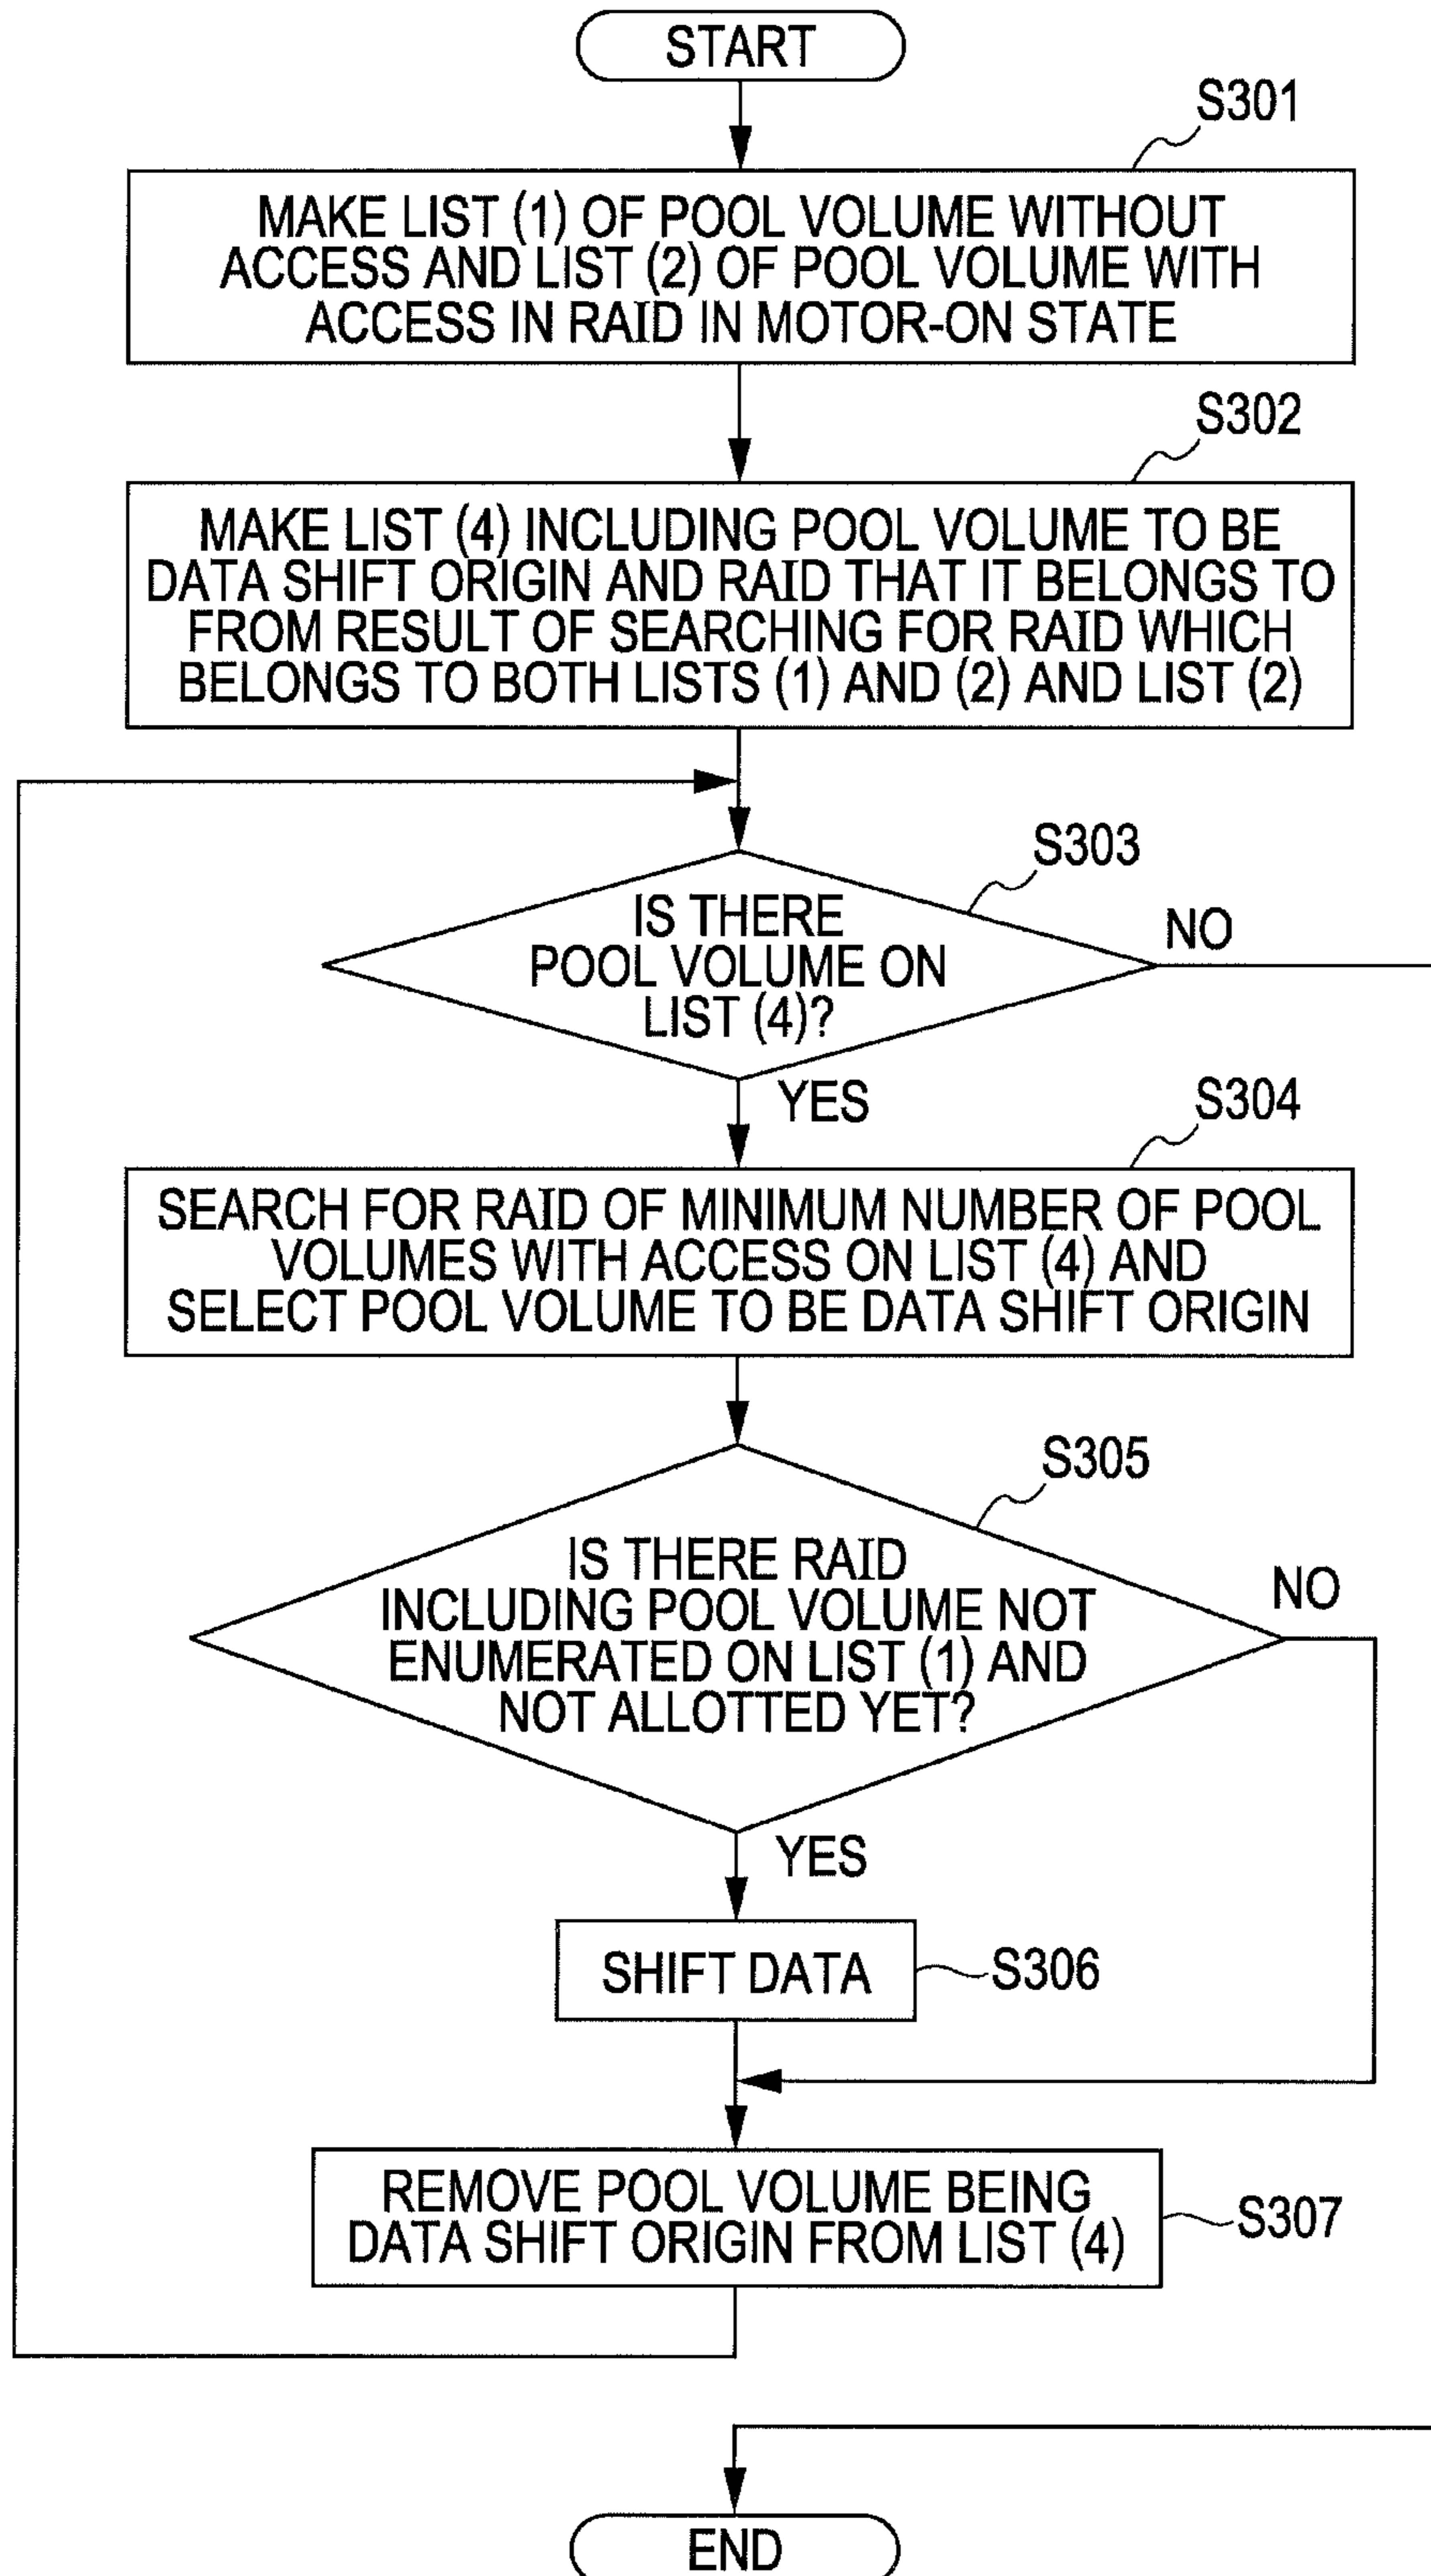 START
S301
MAKE LIST (1) OF POOL VOLUME WITHOUT
ACCESS AND LIST (2) OF POOL VOLUME WITH
ACCESS IN RAID IN MOTOR-ON STATE
S302
MAKE LIST (4) INCLUDING POOL VOLUME TO BE
DATA SHIFT ORIGIN AND RAID THAT IT BELONGS TO
FROM RESULT OF SEARCHING FOR RAID WHICH
BELONGS TO BOTH LISTS (1) AND (2) AND LIST (2)
S303
IS THERE
POOL VOLUME ON
LIST (4)?
NO
YES
S304
SEARCH FOR RAID OF MINIMUM NUMBER OF POOL
VOLUMES WITH ACCESS ON LIST (4) AND
SELECT POOL VOLUME TO BE DATA SHIFT ORIGIN
S305
IS THERE RAID
INCLUDING POOL VOLUME NOT
ENUMERATED ON LIST (1) AND
NOT ALLOTTED YET?
NO
YES
SHIFT DATA
S306
REMOVE POOL VOLUME BEING
DATA SHIFT ORIGIN FROM LIST (4)
S307
END